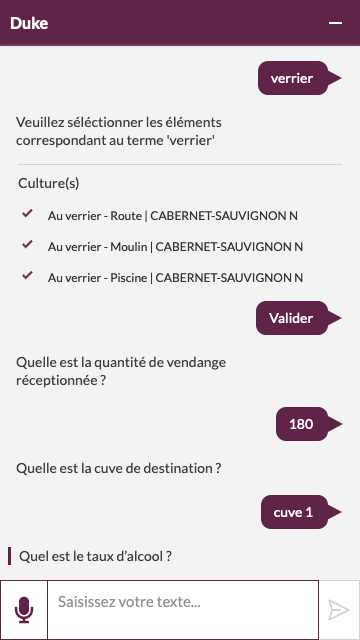 Duke
verrier
Veuillez séléctionner les éléments
correspondant au terme 'verrier'
Culture(s)
Au verrier - Route | CABERNET-SAUVIGNON N
Au verrier - Moulin | CABERNET-SAUVIGNON N
Au verrier - Piscine | CABERNET-SAUVIGNON N
Valider
Quelle est la quantité de vendange
réceptionnée ?
180
Quelle est la cuve de destination ?
cuve 1
Quel est le taux d'alcool ?
Saisissez votre texte...